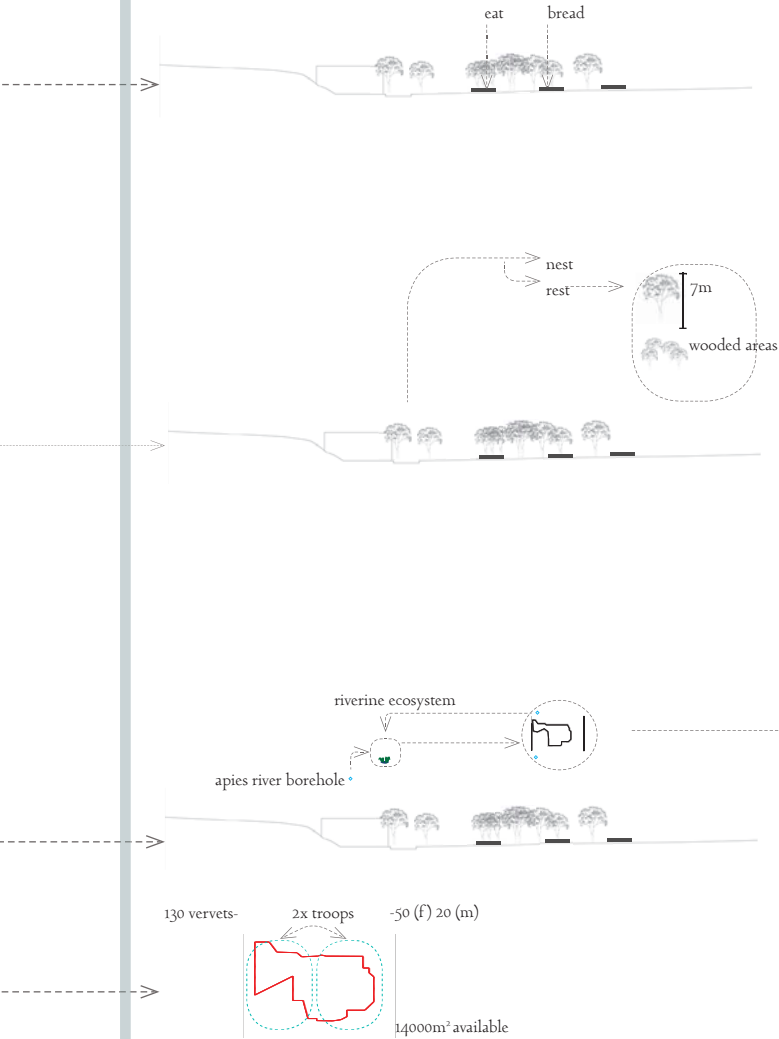 eat bread
nest
rest
7m
wooded areas
riverine ecosystem
apies river borehole
130 vervets- 2x troops -50 (f) 20 (m)
14000m² available